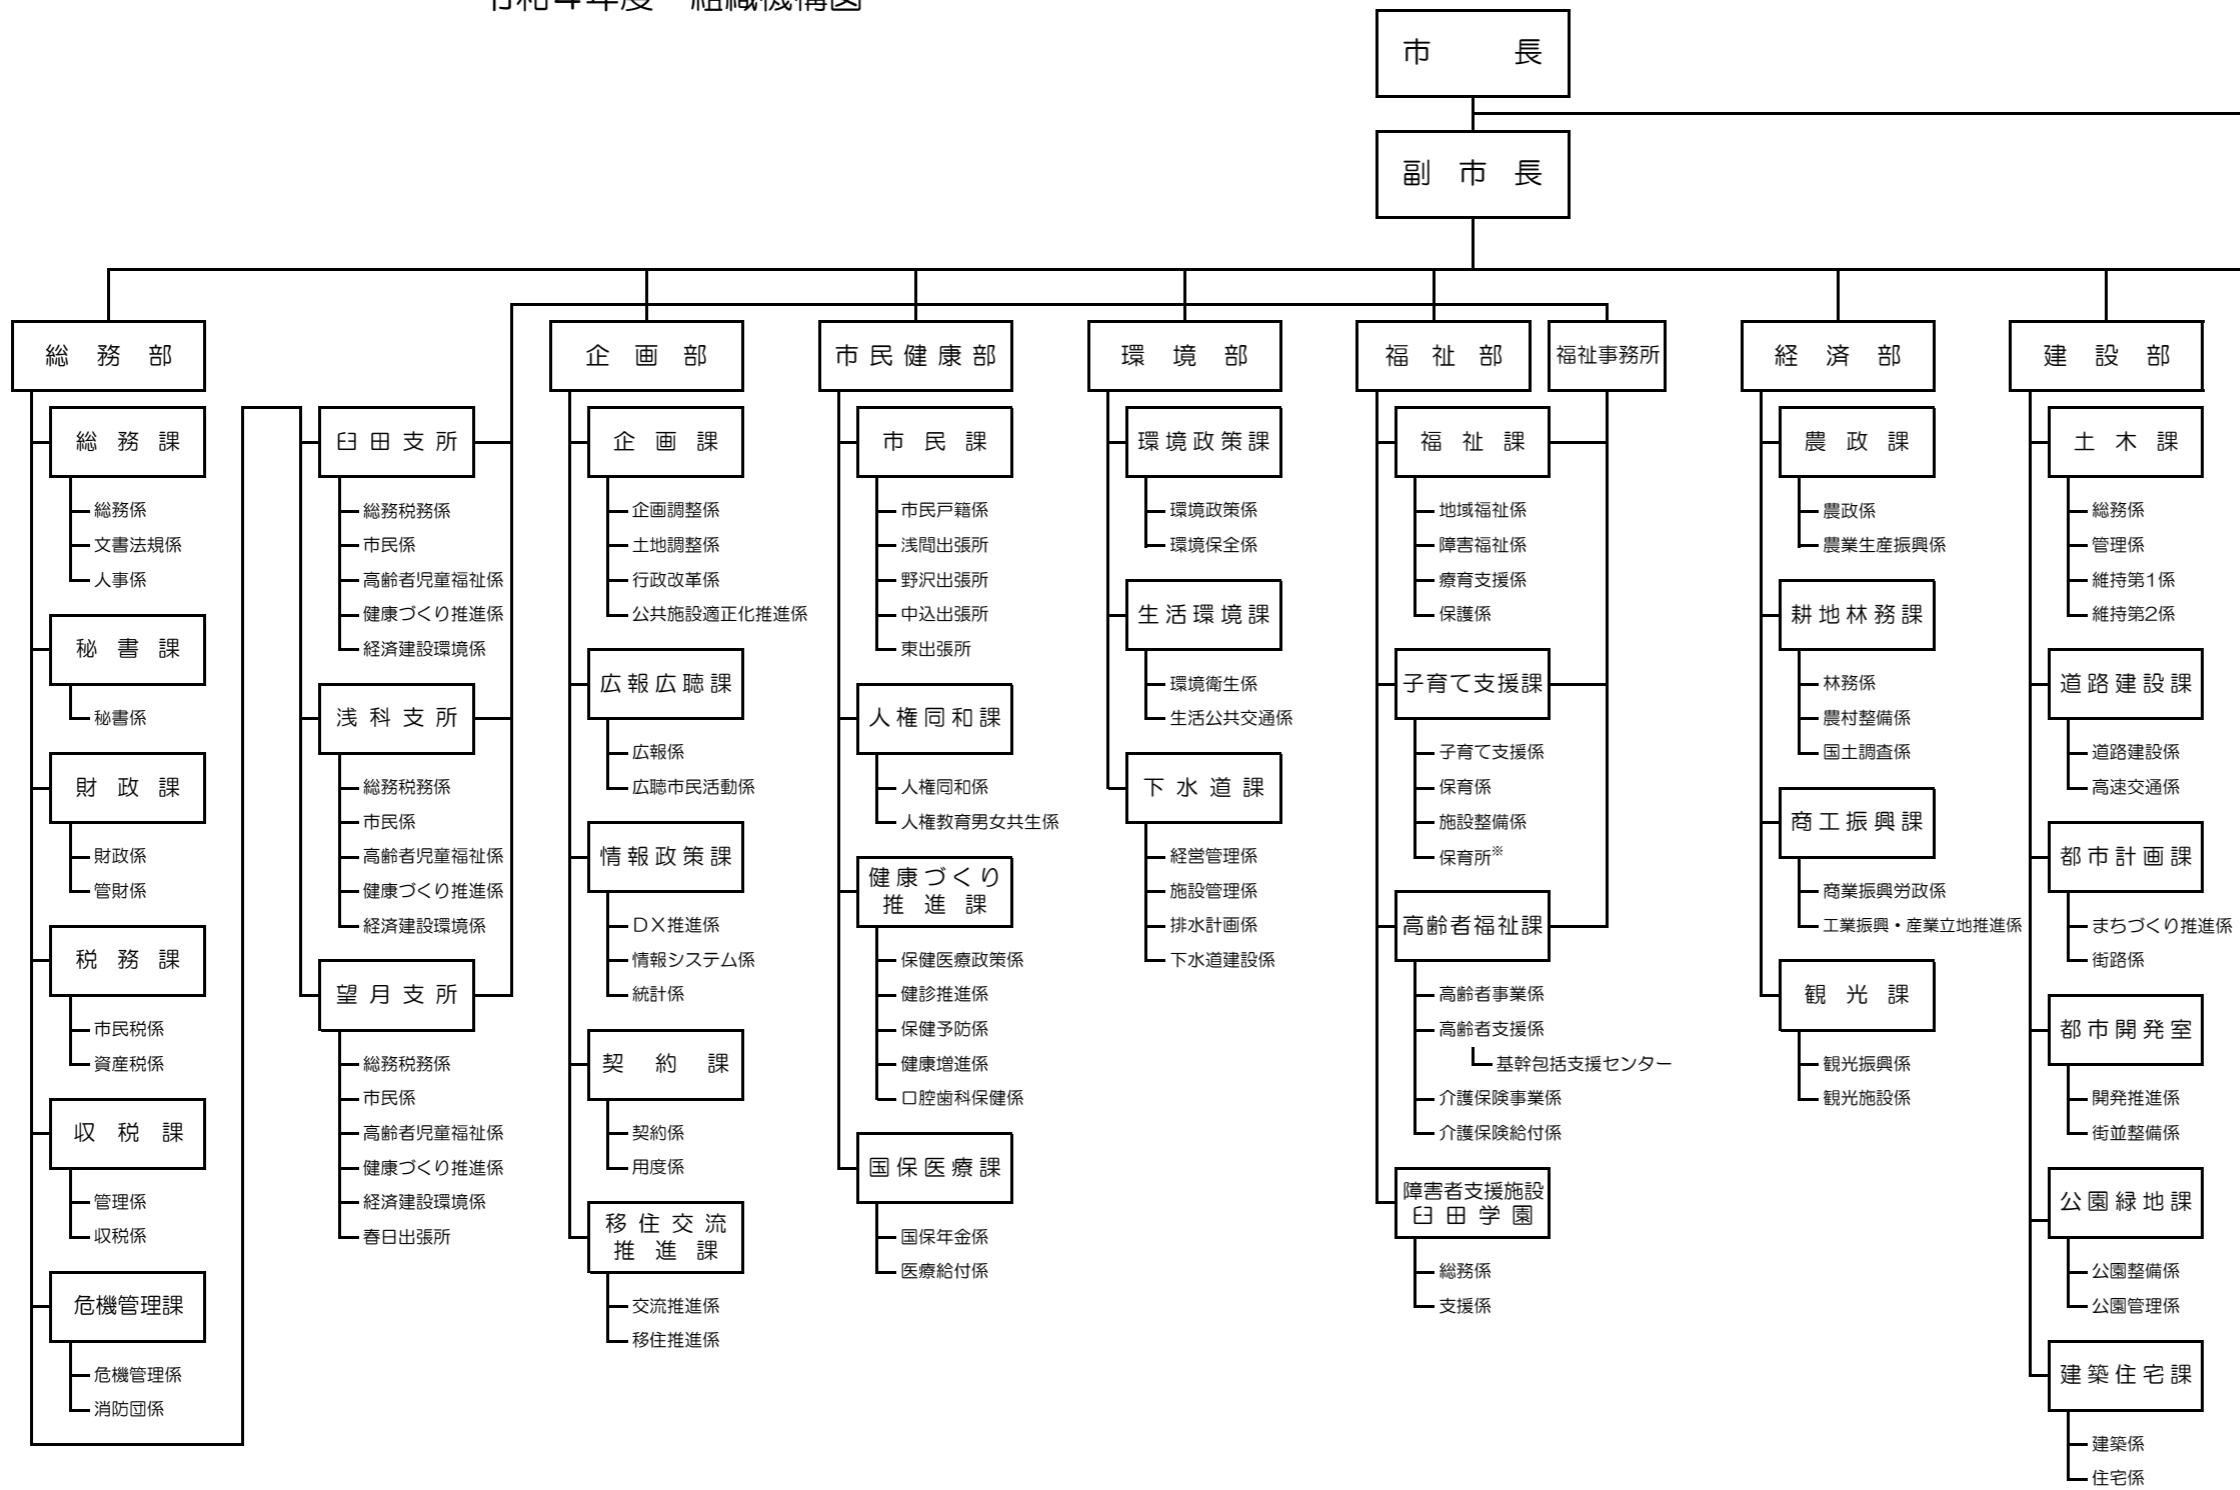 令和４年度　組織機構図
市長
副市長
総務部
総務課
総務係
文書法規係
人事係
秘書課
秘書係
財政課
財政係
管財係
税務課
市民税係
資産税係
収税課
管理係
収税係
危機管理課
危機管理係
消防団係
臼田支所
総務税務係
市民係
高齢者児童福祉係
健康づくり推進係
経済建設環境係
浅科支所
総務税務係
市民係
高齢者児童福祉係
健康づくり推進係
経済建設環境係
望月支所
総務税務係
市民係
高齢者児童福祉係
健康づくり推進係
経済建設環境係
春日出張所
企画部
企画課
企画調整係
土地調整係
行政改革係
公共施設適正化推進係
広報広聴課
広報係
広聴市民活動係
情報政策課
ＤＸ推進係
情報システム係
統計係
契約課
契約係
用度係
移住交流
推進課
交流推進係
移住推進係
市民健康部
市民課
市民戸籍係
浅間出張所
野沢出張所
中込出張所
東出張所
人権同和課
人権同和係
人権教育男女共生係
健康づくり
推進課
保健医療政策係
健診推進係
保健予防係
健康増進係
口腔歯科保健係
国保医療課
国保年金係
医療給付係
環境部
環境政策課
環境政策係
環境保全係
生活環境課
環境衛生係
生活公共交通係
下水道課
経営管理係
施設管理係
排水計画係
下水道建設係
福祉部
福祉事務所
福祉課
地域福祉係
障害福祉係
療育支援係
保護係
子育て支援課
子育て支援係
保育係
施設整備係
保育所※
高齢者福祉課
高齢者事業係
高齢者支援係
基幹包括支援センター
介護保険事業係
介護保険給付係
障害者支援施設
臼田学園
総務係
支援係
経済部
農政課
農政係
農業生産振興係
耕地林務課
林務係
農村整備係
国土調査係
商工振興課
商業振興労政係
工業振興・産業立地推進係
観光課
観光振興係
観光施設係
建設部
土木課
総務係
管理係
維持第1係
維持第2係
道路建設課
道路建設係
高速交通係
都市計画課
まちづくり推進係
街路係
都市開発室
開発推進係
街並整備係
公園緑地課
公園整備係
公園管理係
建築住宅課
建築係
住宅係